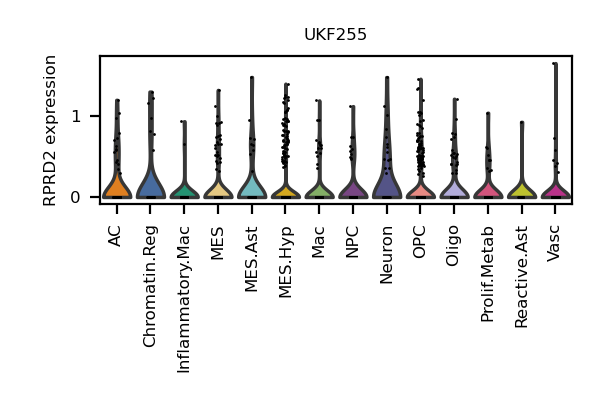 UKF255
RPRD2 expression
1
0
AC
Chromatin.Reg
Inflammatory.Mac
MES
MES.Ast
MES.Hyp
Mac
NPC
Neuron
OPC
Oligo
Prolif.Metab
Reactive.Ast
Vasc